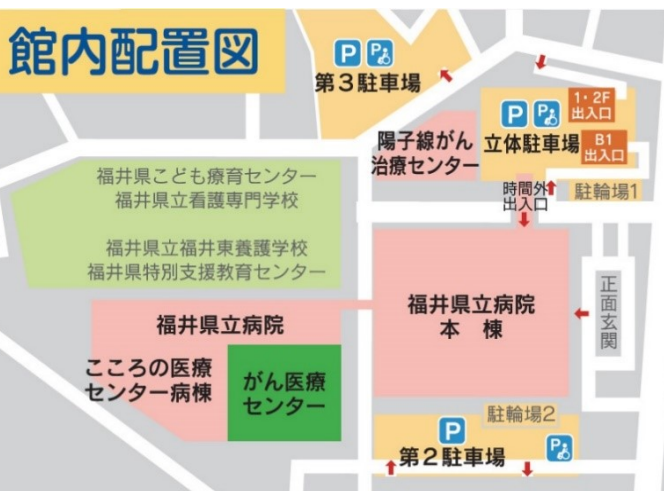 館内配置図
P
第3駐車場
P
1・2F
出入口
陽子線がん
治療センター
立体駐車場
B1
出入口
時間外
出入口
駐輪場1
福井県こども療育センター
福井県立看護専門学校
福井県立福井東養護学校
福井県特別支援教育センター
福井県立病院
本 棟
正面玄関
福井県立病院
こころの医療
センター病棟
がん医療
センター
駐輪場2
P
第2駐車場